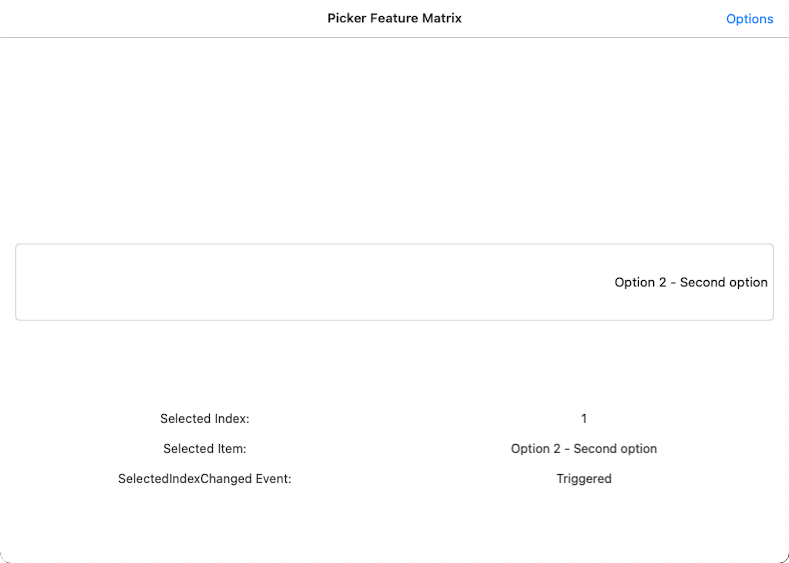 Picker Feature Matrix
Options
Option 2 - Second option
Selected Index: 1
Selected Item: Option 2 - Second option
SelectedIndexChanged Event: Triggered